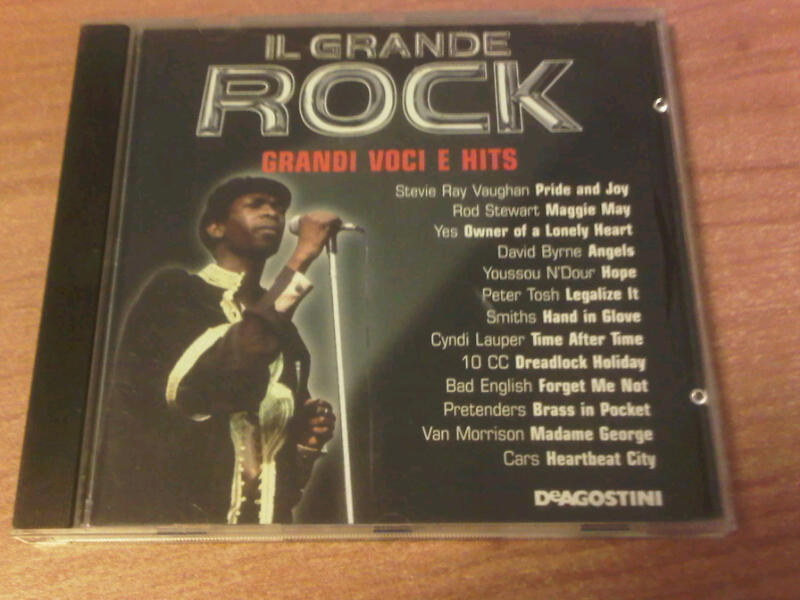 IL GRANDE
ROCK
GRANDI VOCI E HITS
Stevie Ray Vaughan Pride and Joy
Rod Stewart Maggie May
Yes Owner of a Lonely Heart
David Byrne Angels
Youssou N'Dour Hope
Peter Tosh Legalize It
Smiths Hand in Glove
Cyndi Lauper Time After Time
10 CC Dreadlock Holiday
Bad English Forget Me Not
Pretenders Brass in Pocket
Van Morrison Madame George
Cars Heartbeat City
DeAGOSTINI